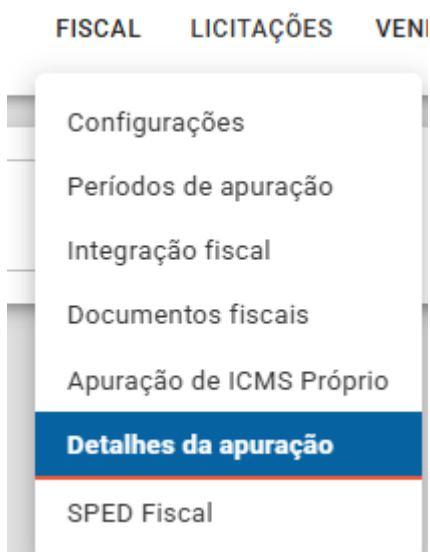 FISCAL LICITAÇÕES
Configurações
Períodos de apuração
Integração fiscal
Documentos fiscais
Apuração de ICMS Próprio
Detalhes da apuração
SPED Fiscal